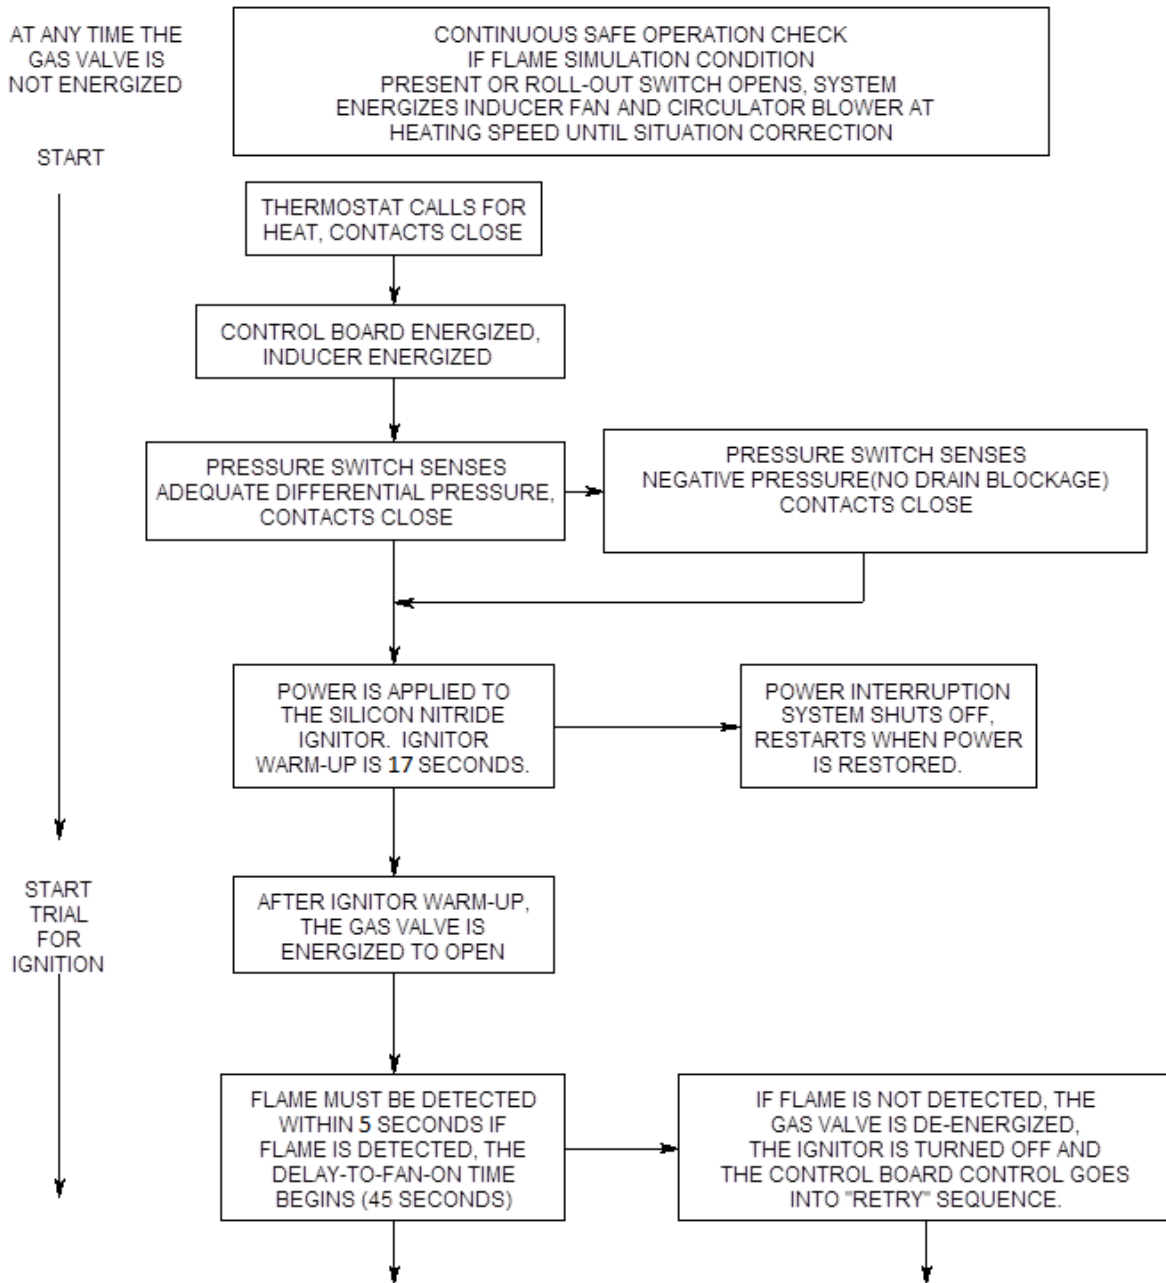 AT ANY TIME THE
GAS VALVE IS
NOT ENERGIZED
CONTINUOUS SAFE OPERATION CHECK
IF FLAME SIMULATION CONDITION
PRESENT OR ROLL-OUT SWITCH OPENS, SYSTEM
ENERGIZES INDUCER FAN AND CIRCULATOR BLOWER AT
HEATING SPEED UNTIL SITUATION CORRECTION
START
THERMOSTAT CALLS FOR
HEAT, CONTACTS CLOSE
CONTROL BOARD ENERGIZED,
INDUCER ENERGIZED
PRESSURE SWITCH SENSES
ADEQUATE DIFFERENTIAL PRESSURE,
CONTACTS CLOSE
PRESSURE SWITCH SENSES
NEGATIVE PRESSURE(NO DRAIN BLOCKAGE)
CONTACTS CLOSE
POWER IS APPLIED TO
THE SILICON NITRIDE
IGNITOR. IGNITOR
WARM-UP IS 17 SECONDS.
POWER INTERRUPTION
SYSTEM SHUTS OFF,
RESTARTS WHEN POWER
IS RESTORED.
START
TRIAL
FOR
IGNITION
AFTER IGNITOR WARM-UP,
THE GAS VALVE IS
ENERGIZED TO OPEN
FLAME MUST BE DETECTED
WITHIN 5 SECONDS IF
FLAME IS DETECTED, THE
DELAY-TO-FAN-ON TIME
BEGINS (45 SECONDS)
IF FLAME IS NOT DETECTED, THE
GAS VALVE IS DE-ENERGIZED,
THE IGNITOR IS TURNED OFF AND
THE CONTROL BOARD CONTROL GOES
INTO "RETRY" SEQUENCE.